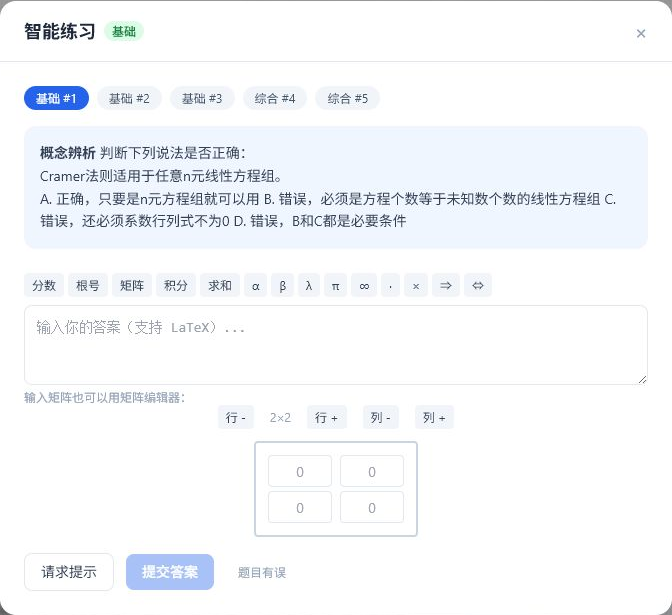 智能练习 基础 ×
基础 #1 基础 #2 基础 #3 综合 #4 综合 #5
概念辨析 判断下列说法是否正确：
Cramer法则适用于任意n元线性方程组。
A. 正确，只要是n元方程组就可以用 B. 错误，必须是方程个数等于未知数个数的线性方程组 C.
错误，还必须系数行列式不为0 D. 错误，B和C都是必要条件
分数 根号 矩阵 积分 求和 α β λ π ∞ · × ⇒ ⇔
输入你的答案（支持 LaTeX）...
输入矩阵也可以用矩阵编辑器：
行 - 2×2 行 + 列 - 列 +
0 0
0 0
请求提示 提交答案 题目有误